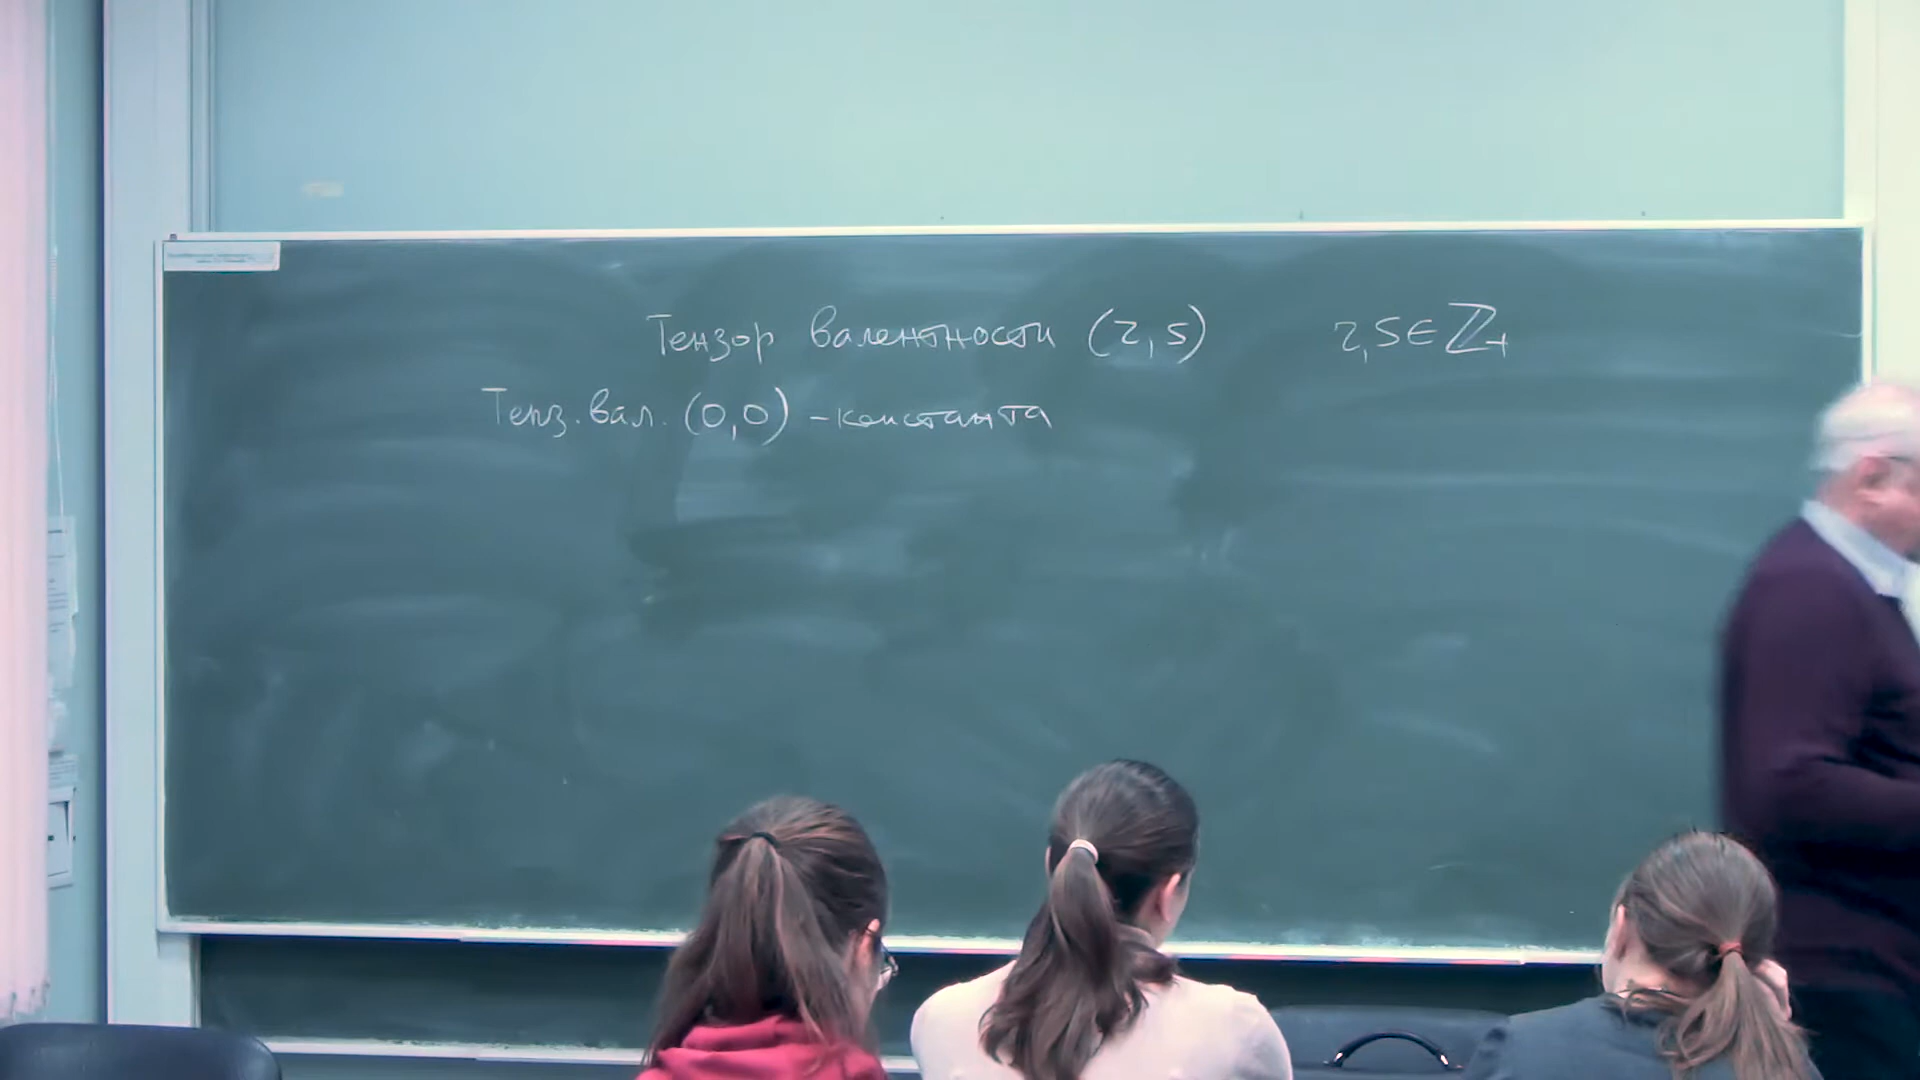 Тензор валентности (r,s) r,s ∈ ℤ₊
Тенз. вал. (0,0) – константа